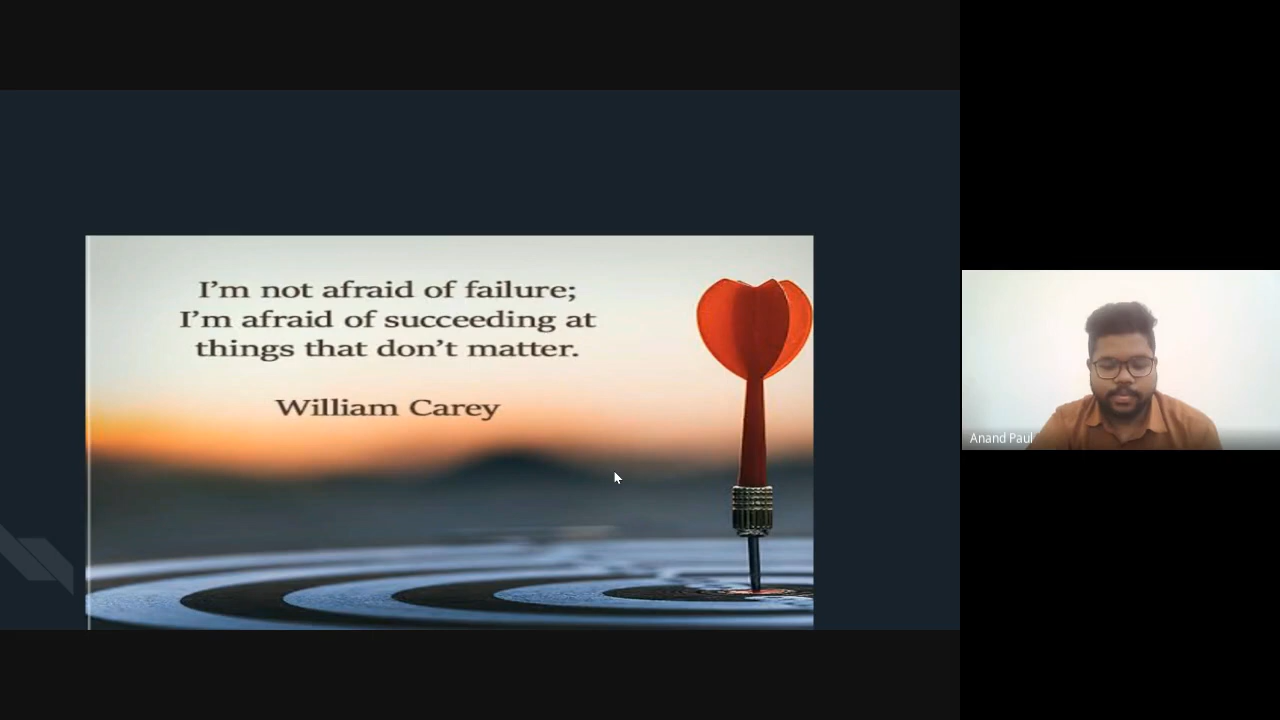 I’m not afraid of failure;
I’m afraid of succeeding at
things that don’t matter.
William Carey
Anand Paul